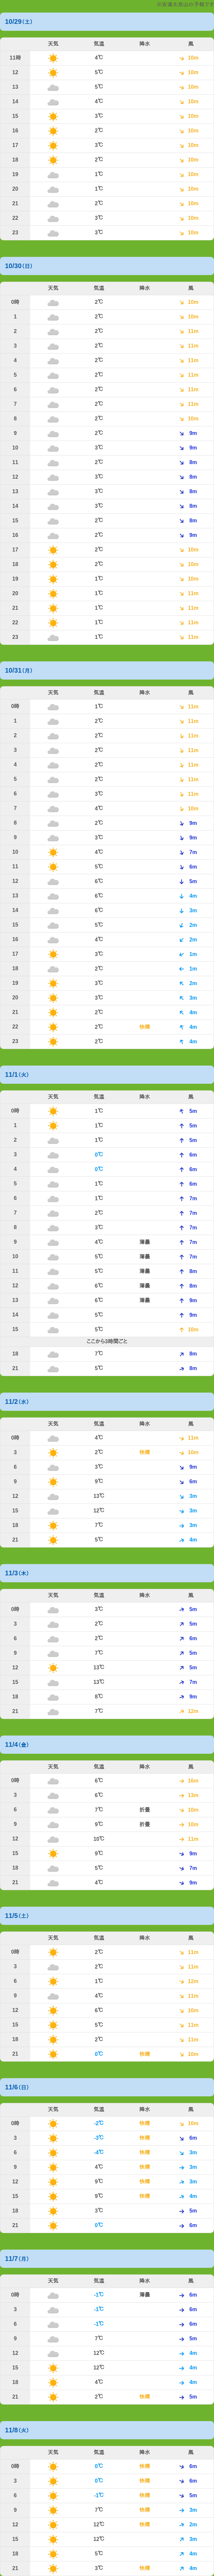 ※安達太良山の予報です
10/29(土)
天気 気温 降水 風
11時 4℃ 10m
12 5℃ 10m
13 5℃ 10m
14 4℃ 10m
15 3℃ 10m
16 2℃ 10m
17 3℃ 10m
18 2℃ 10m
19 1℃ 10m
20 1℃ 10m
21 2℃ 10m
22 3℃ 10m
23 3℃ 10m
10/30(日)
天気 気温 降水 風
0時 2℃ 10m
1 2℃ 10m
2 2℃ 11m
3 2℃ 11m
4 2℃ 11m
5 2℃ 11m
6 2℃ 11m
7 2℃ 11m
8 2℃ 10m
9 2℃ 9m
10 3℃ 9m
11 2℃ 8m
12 3℃ 8m
13 3℃ 8m
14 3℃ 8m
15 2℃ 8m
16 2℃ 9m
17 2℃ 10m
18 2℃ 10m
19 1℃ 10m
20 1℃ 11m
21 1℃ 11m
22 1℃ 11m
23 1℃ 11m
10/31(月)
天気 気温 降水 風
0時 1℃ 11m
1 2℃ 11m
2 2℃ 11m
3 2℃ 11m
4 2℃ 11m
5 2℃ 11m
6 3℃ 11m
7 4℃ 10m
8 2℃ 9m
9 3℃ 9m
10 4℃ 7m
11 5℃ 6m
12 6℃ 5m
13 6℃ 4m
14 6℃ 3m
15 5℃ 2m
16 4℃ 2m
17 3℃ 1m
18 2℃ 1m
19 3℃ 2m
20 3℃ 3m
21 2℃ 4m
22 2℃ 快晴 4m
23 2℃ 4m
11/1(火)
天気 気温 降水 風
0時 1℃ 5m
1 1℃ 5m
2 1℃ 5m
3 0℃ 6m
4 0℃ 6m
5 1℃ 6m
6 1℃ 7m
7 2℃ 7m
8 3℃ 7m
9 4℃ 薄曇 7m
10 5℃ 薄曇 7m
11 5℃ 薄曇 8m
12 6℃ 薄曇 8m
13 6℃ 薄曇 9m
14 5℃ 9m
15 5℃ 10m
ここから3時間ごと
18 7℃ 8m
21 5℃ 8m
11/2(水)
天気 気温 降水 風
0時 4℃ 11m
3 2℃ 快晴 10m
6 3℃ 9m
9 9℃ 6m
12 13℃ 3m
15 12℃ 3m
18 7℃ 3m
21 5℃ 4m
11/3(木)
天気 気温 降水 風
0時 3℃ 5m
3 2℃ 5m
6 2℃ 6m
9 7℃ 5m
12 13℃ 5m
15 13℃ 7m
18 8℃ 9m
21 7℃ 12m
11/4(金)
天気 気温 降水 風
0時 6℃ 16m
3 6℃ 13m
6 7℃ 10m
9 9℃ 10m
12 10℃ 11m
15 9℃ 9m
18 5℃ 7m
21 4℃ 9m
11/5(土)
天気 気温 降水 風
0時 2℃ 11m
3 2℃ 11m
6 1℃ 12m
9 4℃ 11m
12 6℃ 10m
15 5℃ 11m
18 2℃ 11m
21 0℃ 快晴 10m
11/6(日)
天気 気温 降水 風
0時 -2℃ 快晴 10m
3 -3℃ 快晴 6m
6 -4℃ 快晴 3m
9 4℃ 快晴 3m
12 9℃ 快晴 3m
15 9℃ 快晴 4m
18 3℃ 5m
21 0℃ 6m
11/7(月)
天気 気温 降水 風
0時 -1℃ 薄曇 6m
3 -1℃ 6m
6 -1℃ 6m
9 7℃ 5m
12 12℃ 4m
15 12℃ 4m
18 4℃ 4m
21 2℃ 快晴 5m
11/8(火)
天気 気温 降水 風
0時 0℃ 快晴 6m
3 0℃ 快晴 6m
6 -1℃ 快晴 5m
9 7℃ 快晴 3m
12 12℃ 快晴 2m
15 12℃ 3m
18 5℃ 4m
21 3℃ 快晴 4m